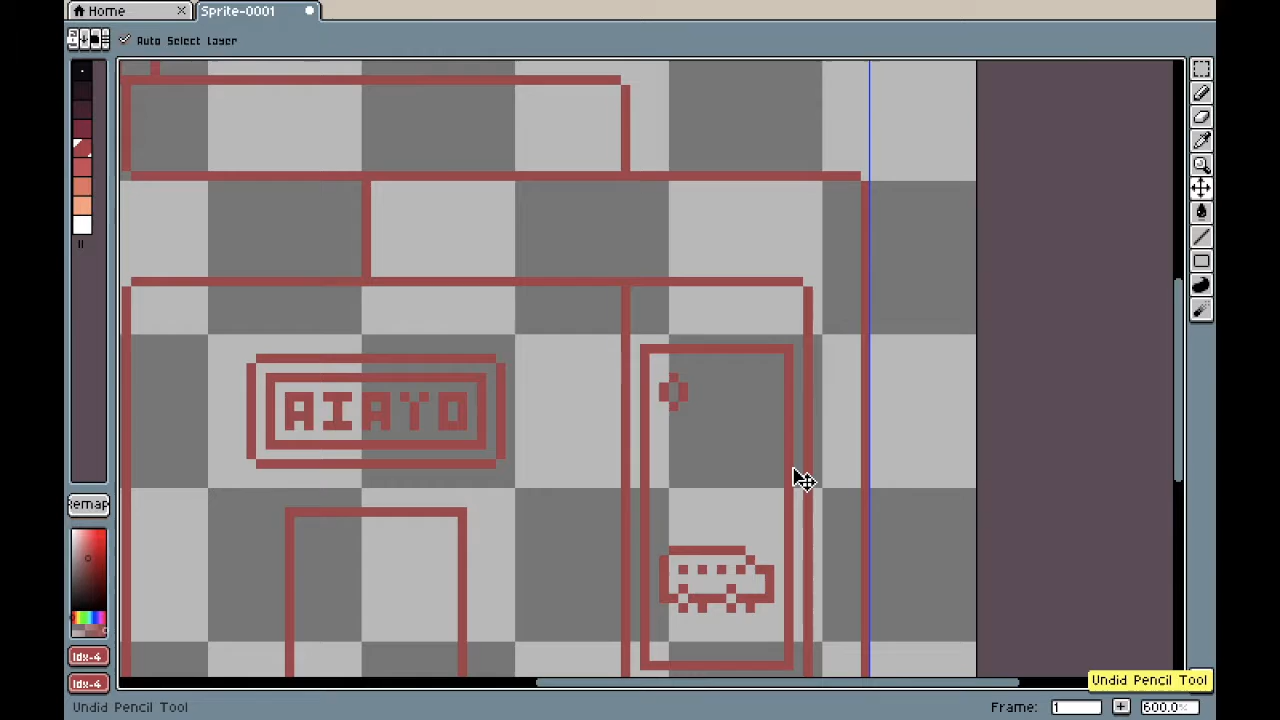 Home
Sprite-0001
Auto Select Layer
AIAYO
Remap
Idx-4
Idx-4
Undid Pencil Tool
Undid Pencil Tool
Frame: 1
600.0%